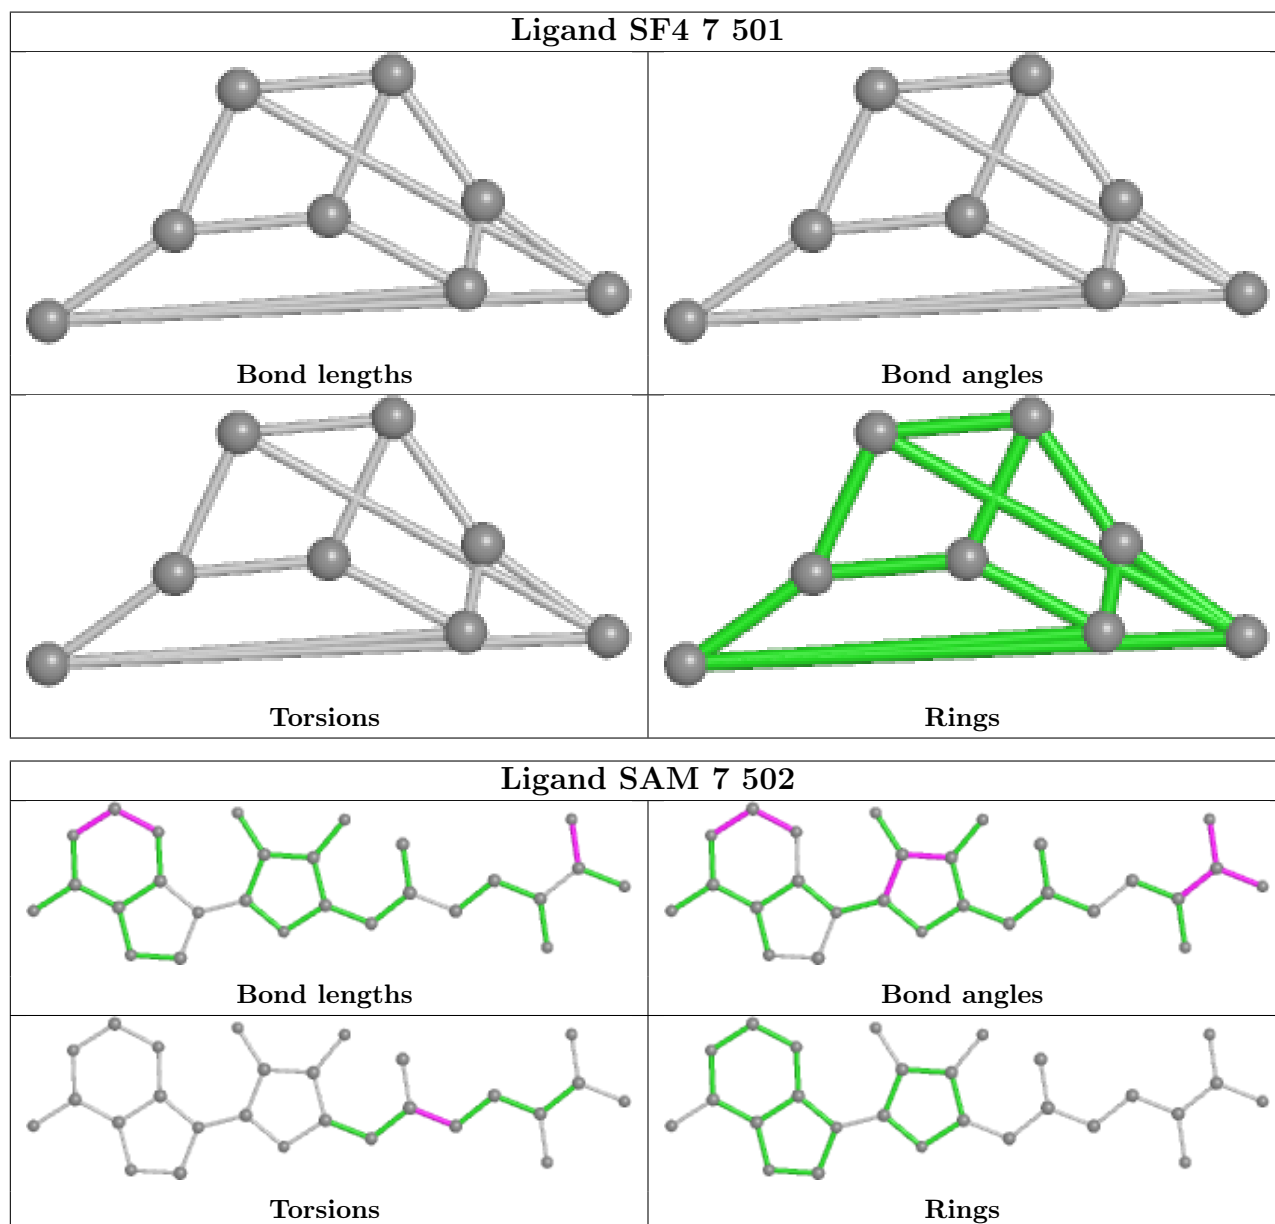 Ligand SF4 7 501
Bond lengths
Bond angles
Torsions
Rings
Ligand SAM 7 502
Bond lengths
Bond angles
Torsions
Rings